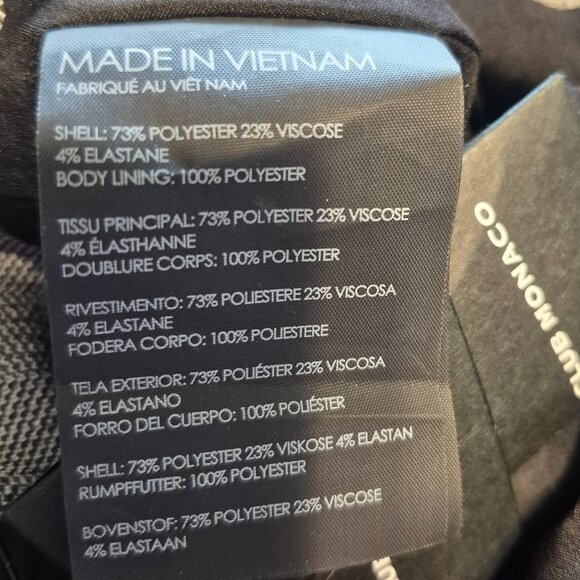 MADE IN VIETNAM
FABRIQUÉ AU VIÊT NAM
SHELL: 73% POLYESTER 23% VISCOSE
4% ELASTANE
BODY LINING: 100% POLYESTER
TISSU PRINCIPAL: 73% POLYESTER 23% VISCOSE
4% ÉLASTHANNE
DOUBLURE CORPS: 100% POLYESTER
RIVESTIMENTO: 73% POLIESTERE 23% VISCOSA
4% ELASTANE
FODERA CORPO: 100% POLIESTERE
TELA EXTERIOR: 73% POLIÉSTER 23% VISCOSA
4% ELASTANO
FORRO DEL CUERPO: 100% POLIÉSTER
SHELL: 73% POLYESTER 23% VISKOSE 4% ELASTAN
RUMPFFUTTER: 100% POLYESTER
BOVENSTOF: 73% POLYESTER 23% VISCOSE
4% ELASTAAN
CLUB MONACO